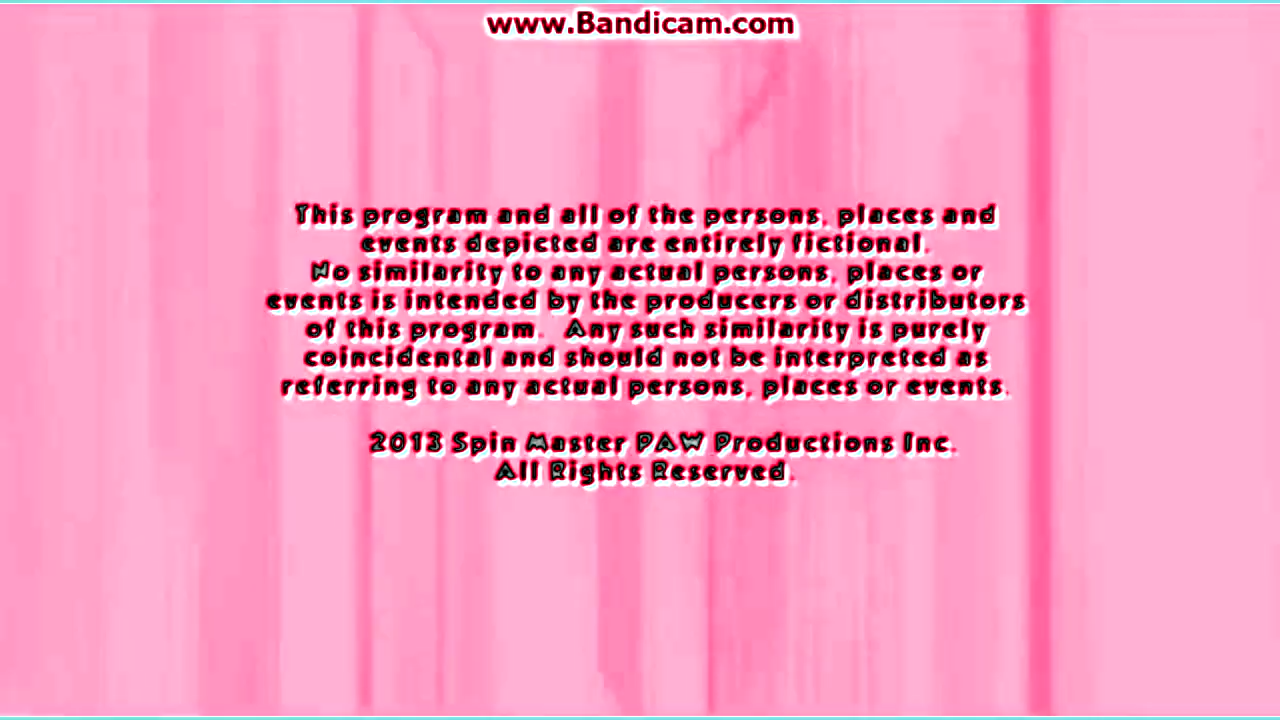 www.Bandicam.com
This program and all of the persons, places and
events depicted are entirely fictional.
No similarity to any actual persons, places or
events is intended by the producers or distributors
of this program. Any such similarity is purely
coincidental and should not be interpreted as
referring to any actual persons, places or events.
2013 Spin Master PAW Productions Inc.
All Rights Reserved.